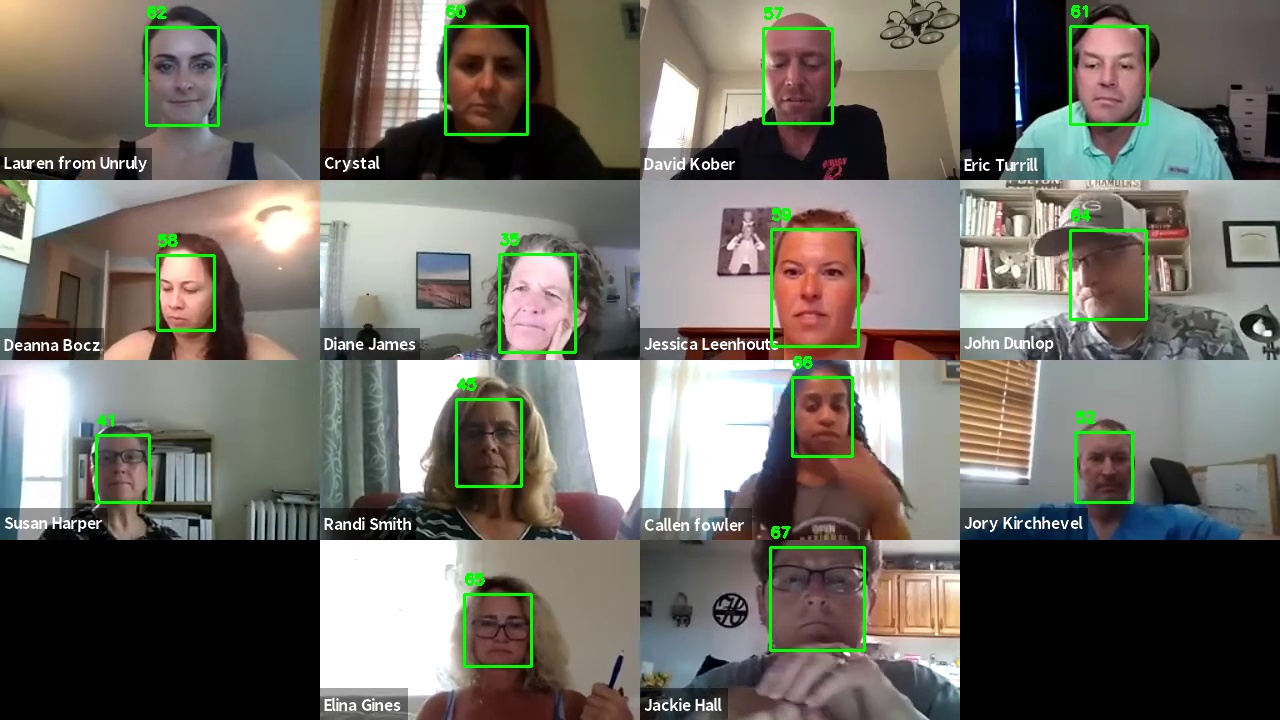 62
60
57
61
Lauren from Unruly
Crystal
David Kober
Eric Turrill
58
35
59
64
Deanna Bocz
Diane James
Jessica Leenhouts
John Dunlop
41
45
66
52
Susan Harper
Randi Smith
Callen fowler
Jory Kirchhevel
OPEN
65
67
Elina Gines
Jackie Hall